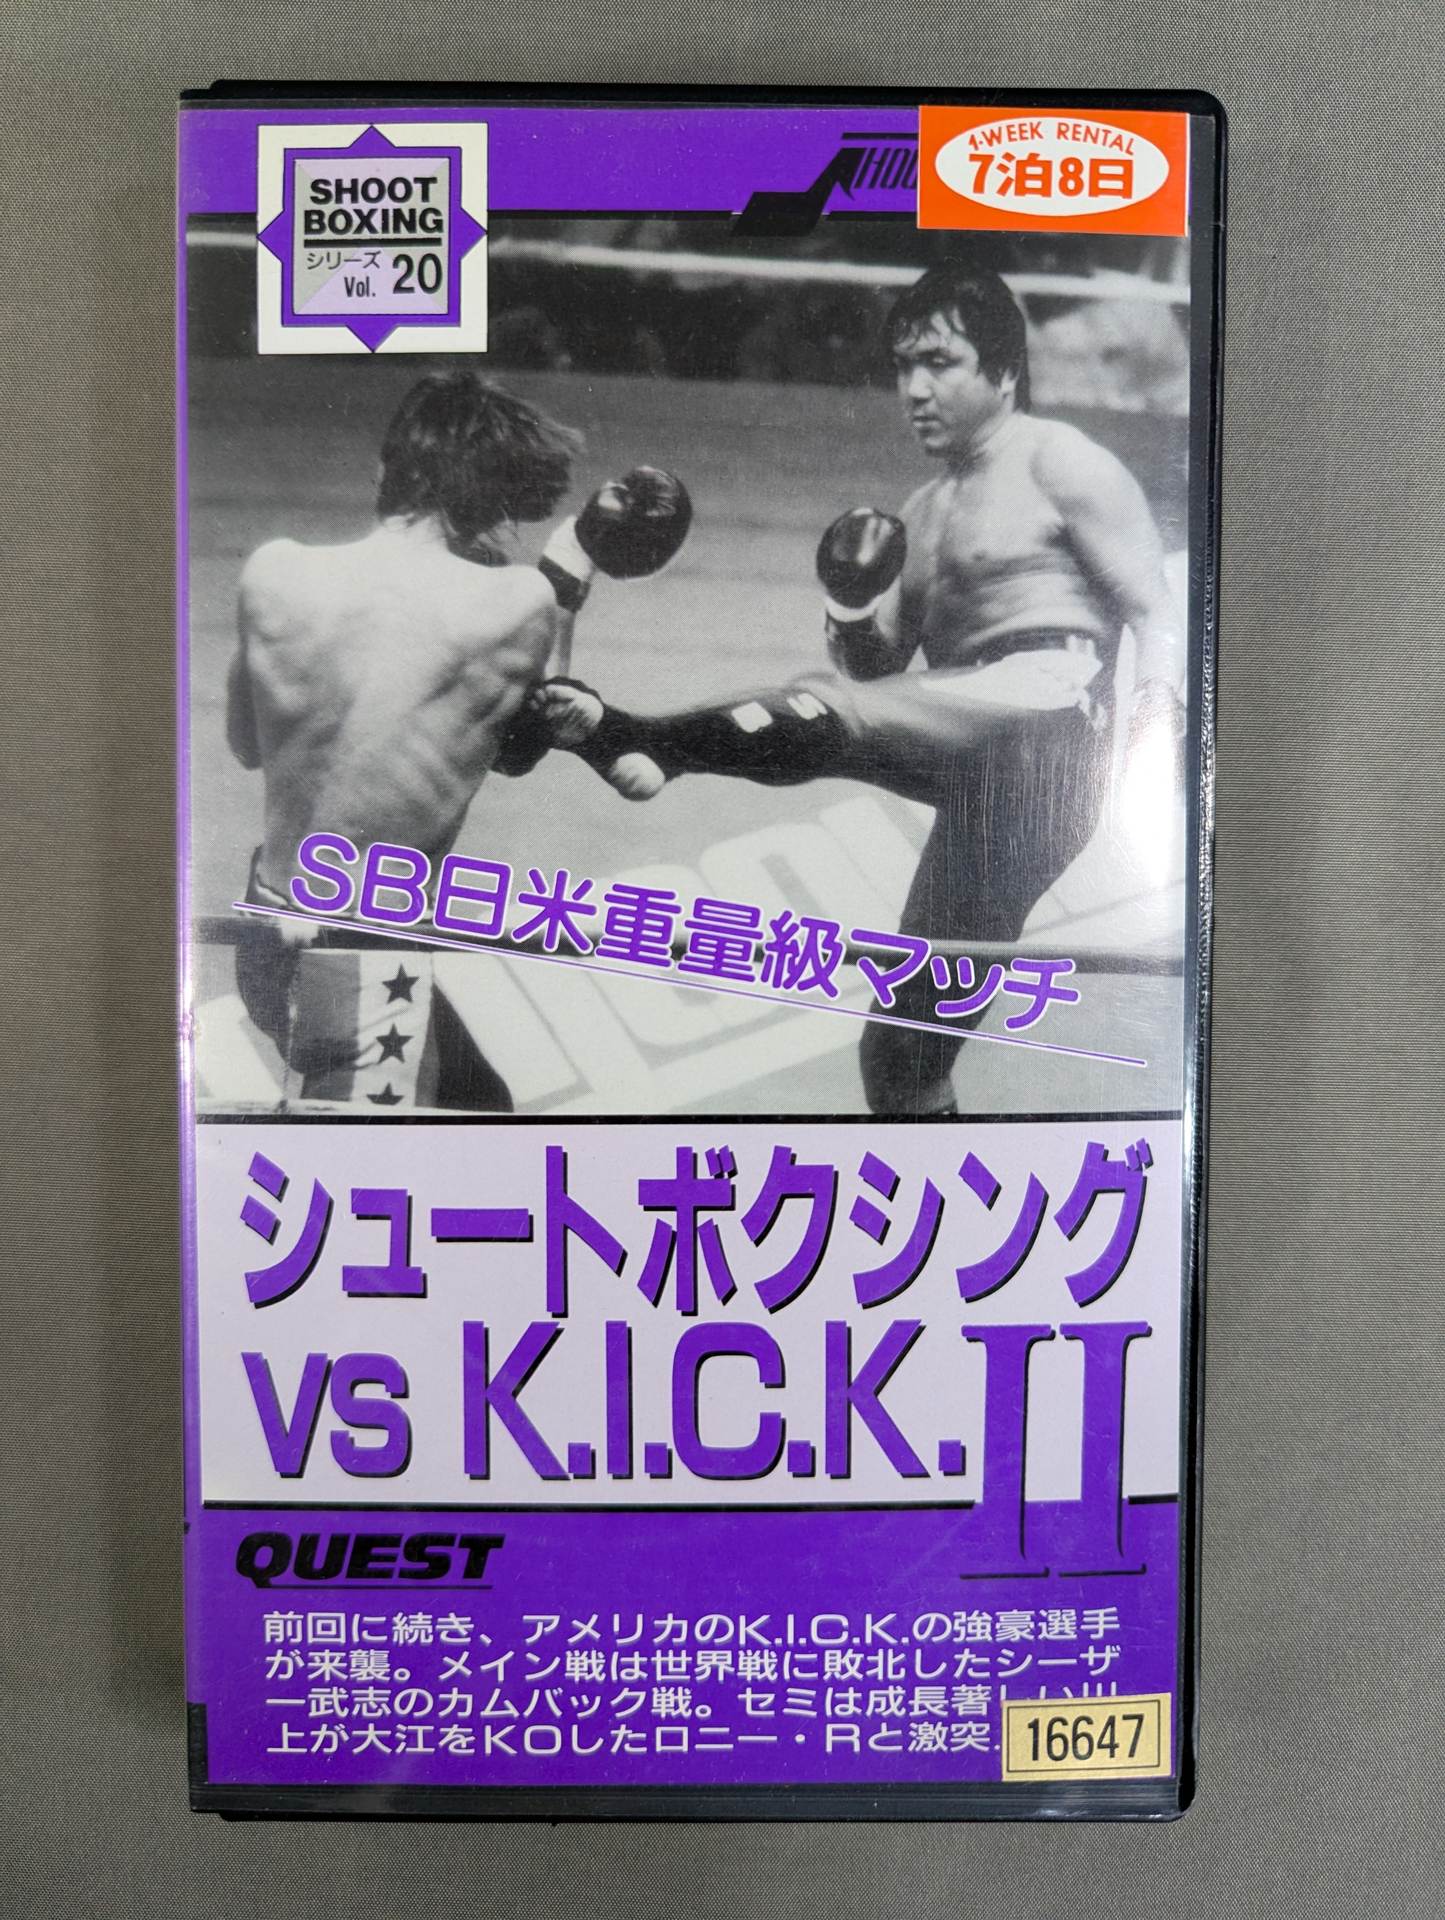 SHOOT
BOXING
シリーズ
Vol. 20
1-WEEK RENTAL
7泊8日
SB日米重量級マッチ
シュートボクシング
VS K.I.C.K.II
QUEST
前回に続き、アメリカのK.I.C.K.の強豪選手
が来襲。メイン戦は世界戦に敗北したシーザ
ー武志のカムバック戦。セミは成長著しい川
上が大江をKOしたロニー・Rと激突
16647